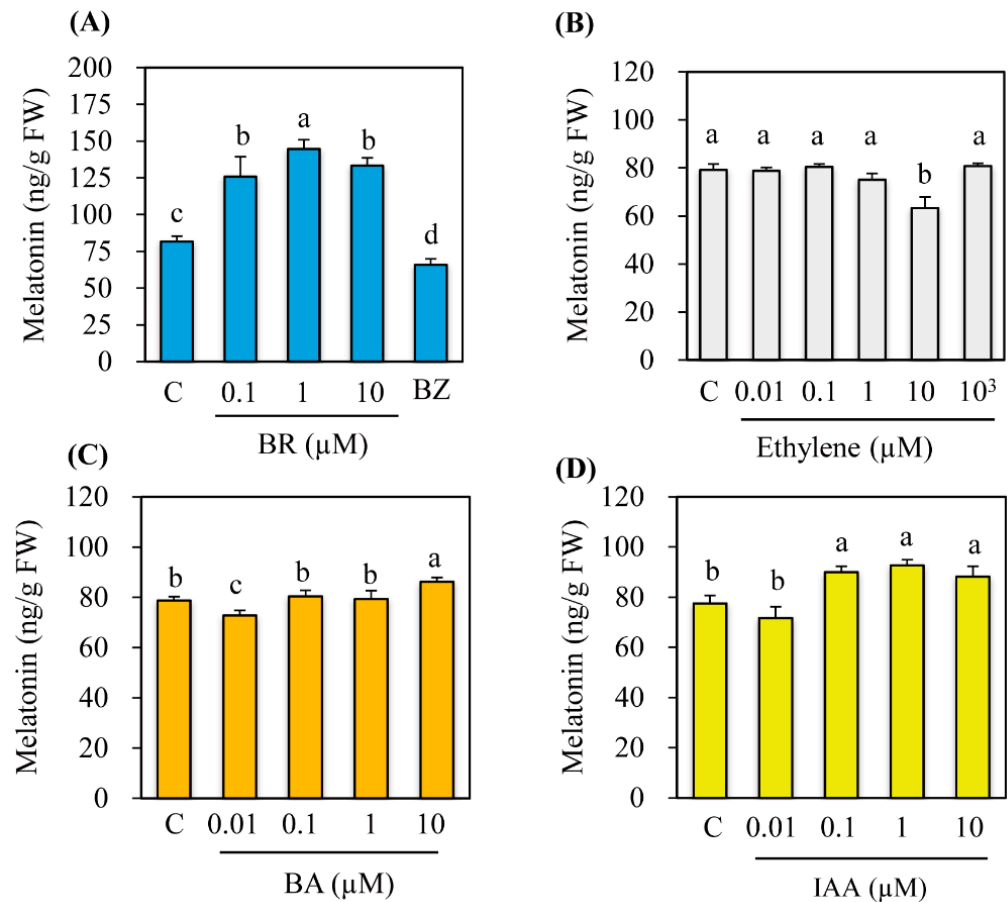 (A)
Melatonin (ng/g FW)
200
175
150
125
100
75
50
25
0
c
b
a
b
d
C 0.1 1 10 BZ
BR (µM)
(B)
Melatonin (ng/g FW)
120
100
80
60
40
20
0
a a a a b a
C 0.01 0.1 1 10 10³
Ethylene (µM)
(C)
Melatonin (ng/g FW)
120
100
80
60
40
20
0
b c b b a
C 0.01 0.1 1 10
BA (µM)
(D)
Melatonin (ng/g FW)
120
100
80
60
40
20
0
b b a a a
C 0.01 0.1 1 10
IAA (µM)